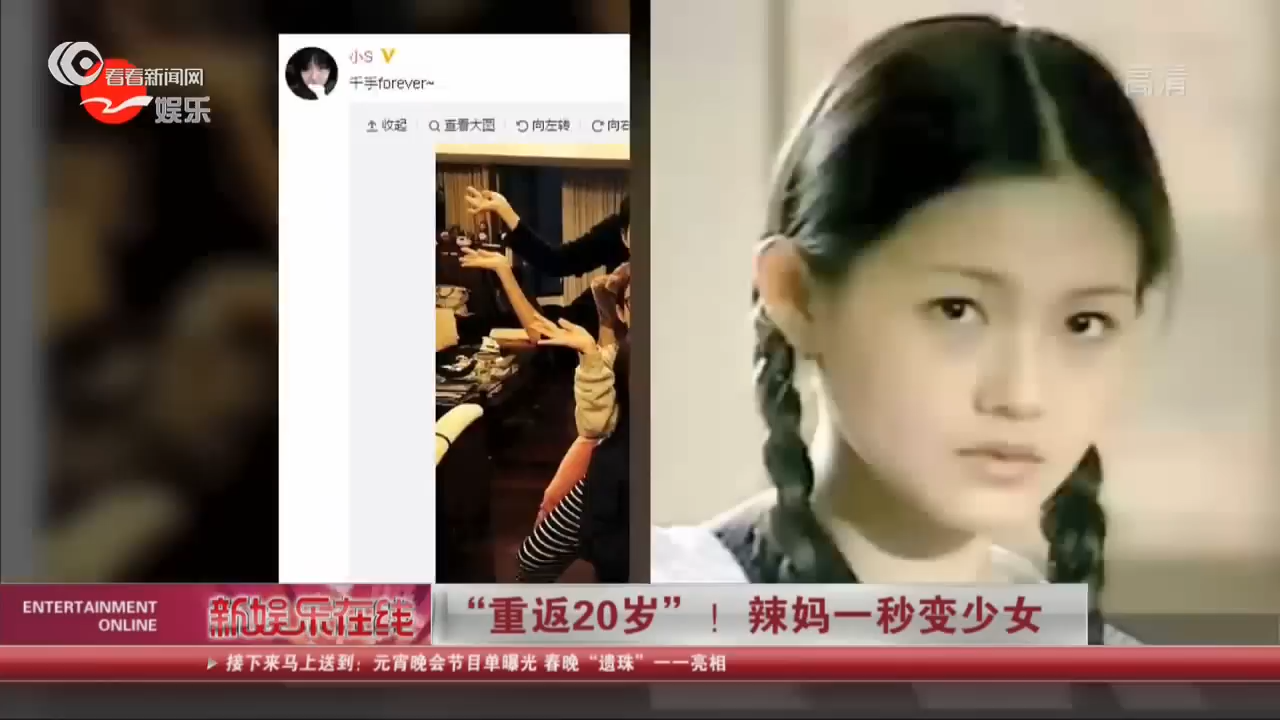 看看新闻网
娱乐
小S
千手forever~
收起
查看大图
向左转
向右
高清
ENTERTAINMENT
ONLINE
新娱乐在线
“重返20岁”！辣妈一秒变少女
接下来马上送到：元宵晚会节目单曝光 春晚“遗珠”一一亮相